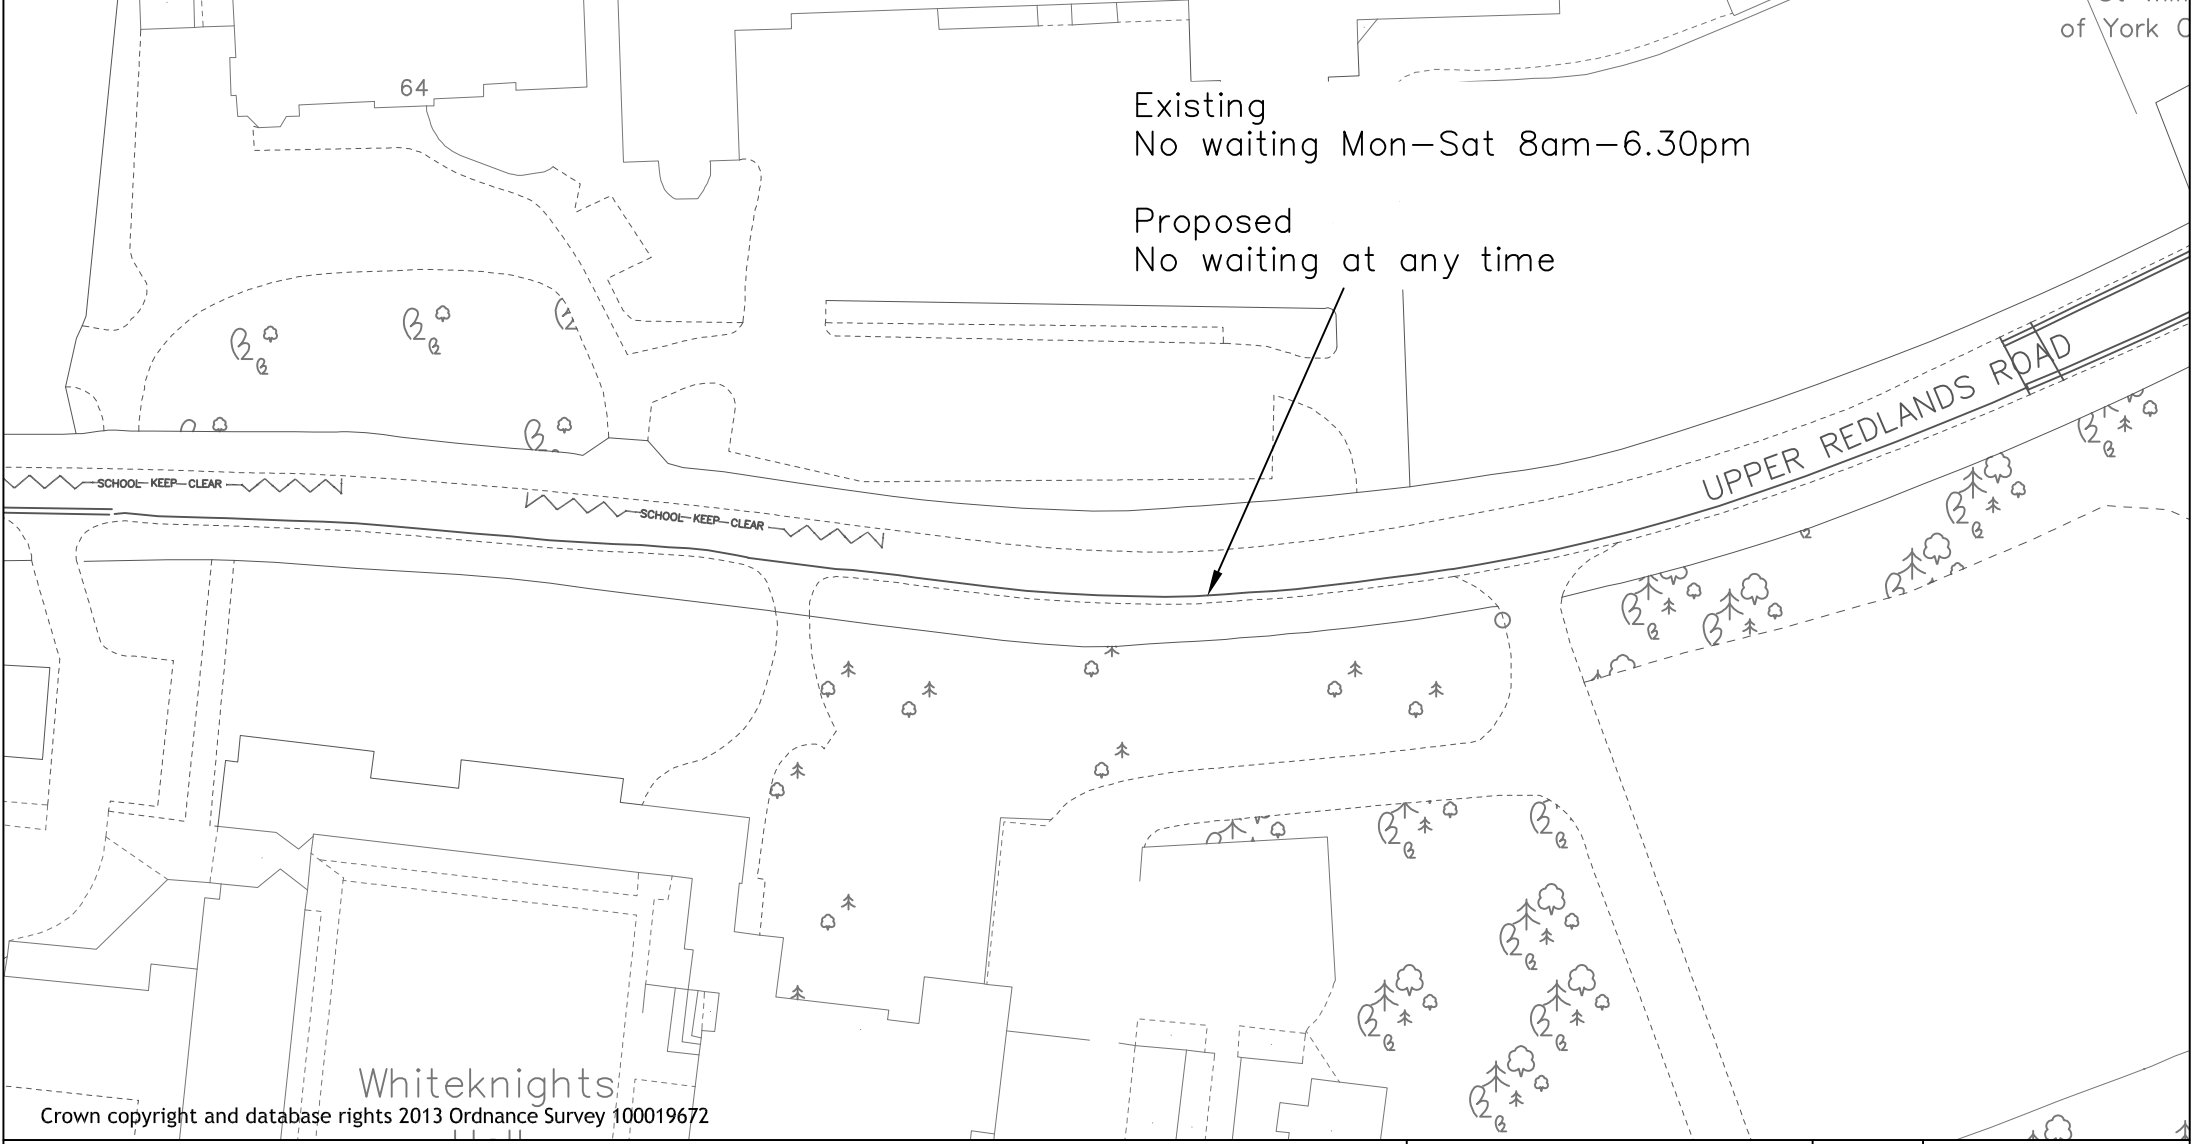 of York
64
Existing
No waiting Mon-Sat 8am-6.30pm
Proposed
No waiting at any time
UPPER REDLANDS ROAD
SCHOOL KEEP CLEAR
SCHOOL KEEP CLEAR
Whiteknights
Crown copyright and database rights 2013 Ordnance Survey 100019672